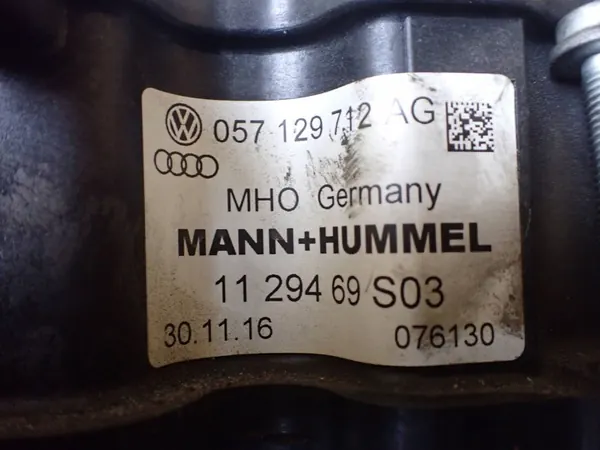 057 129 712 AG
MHO Germany
MANN+HUMMEL
11 294 69 S03
30.11.16 076130